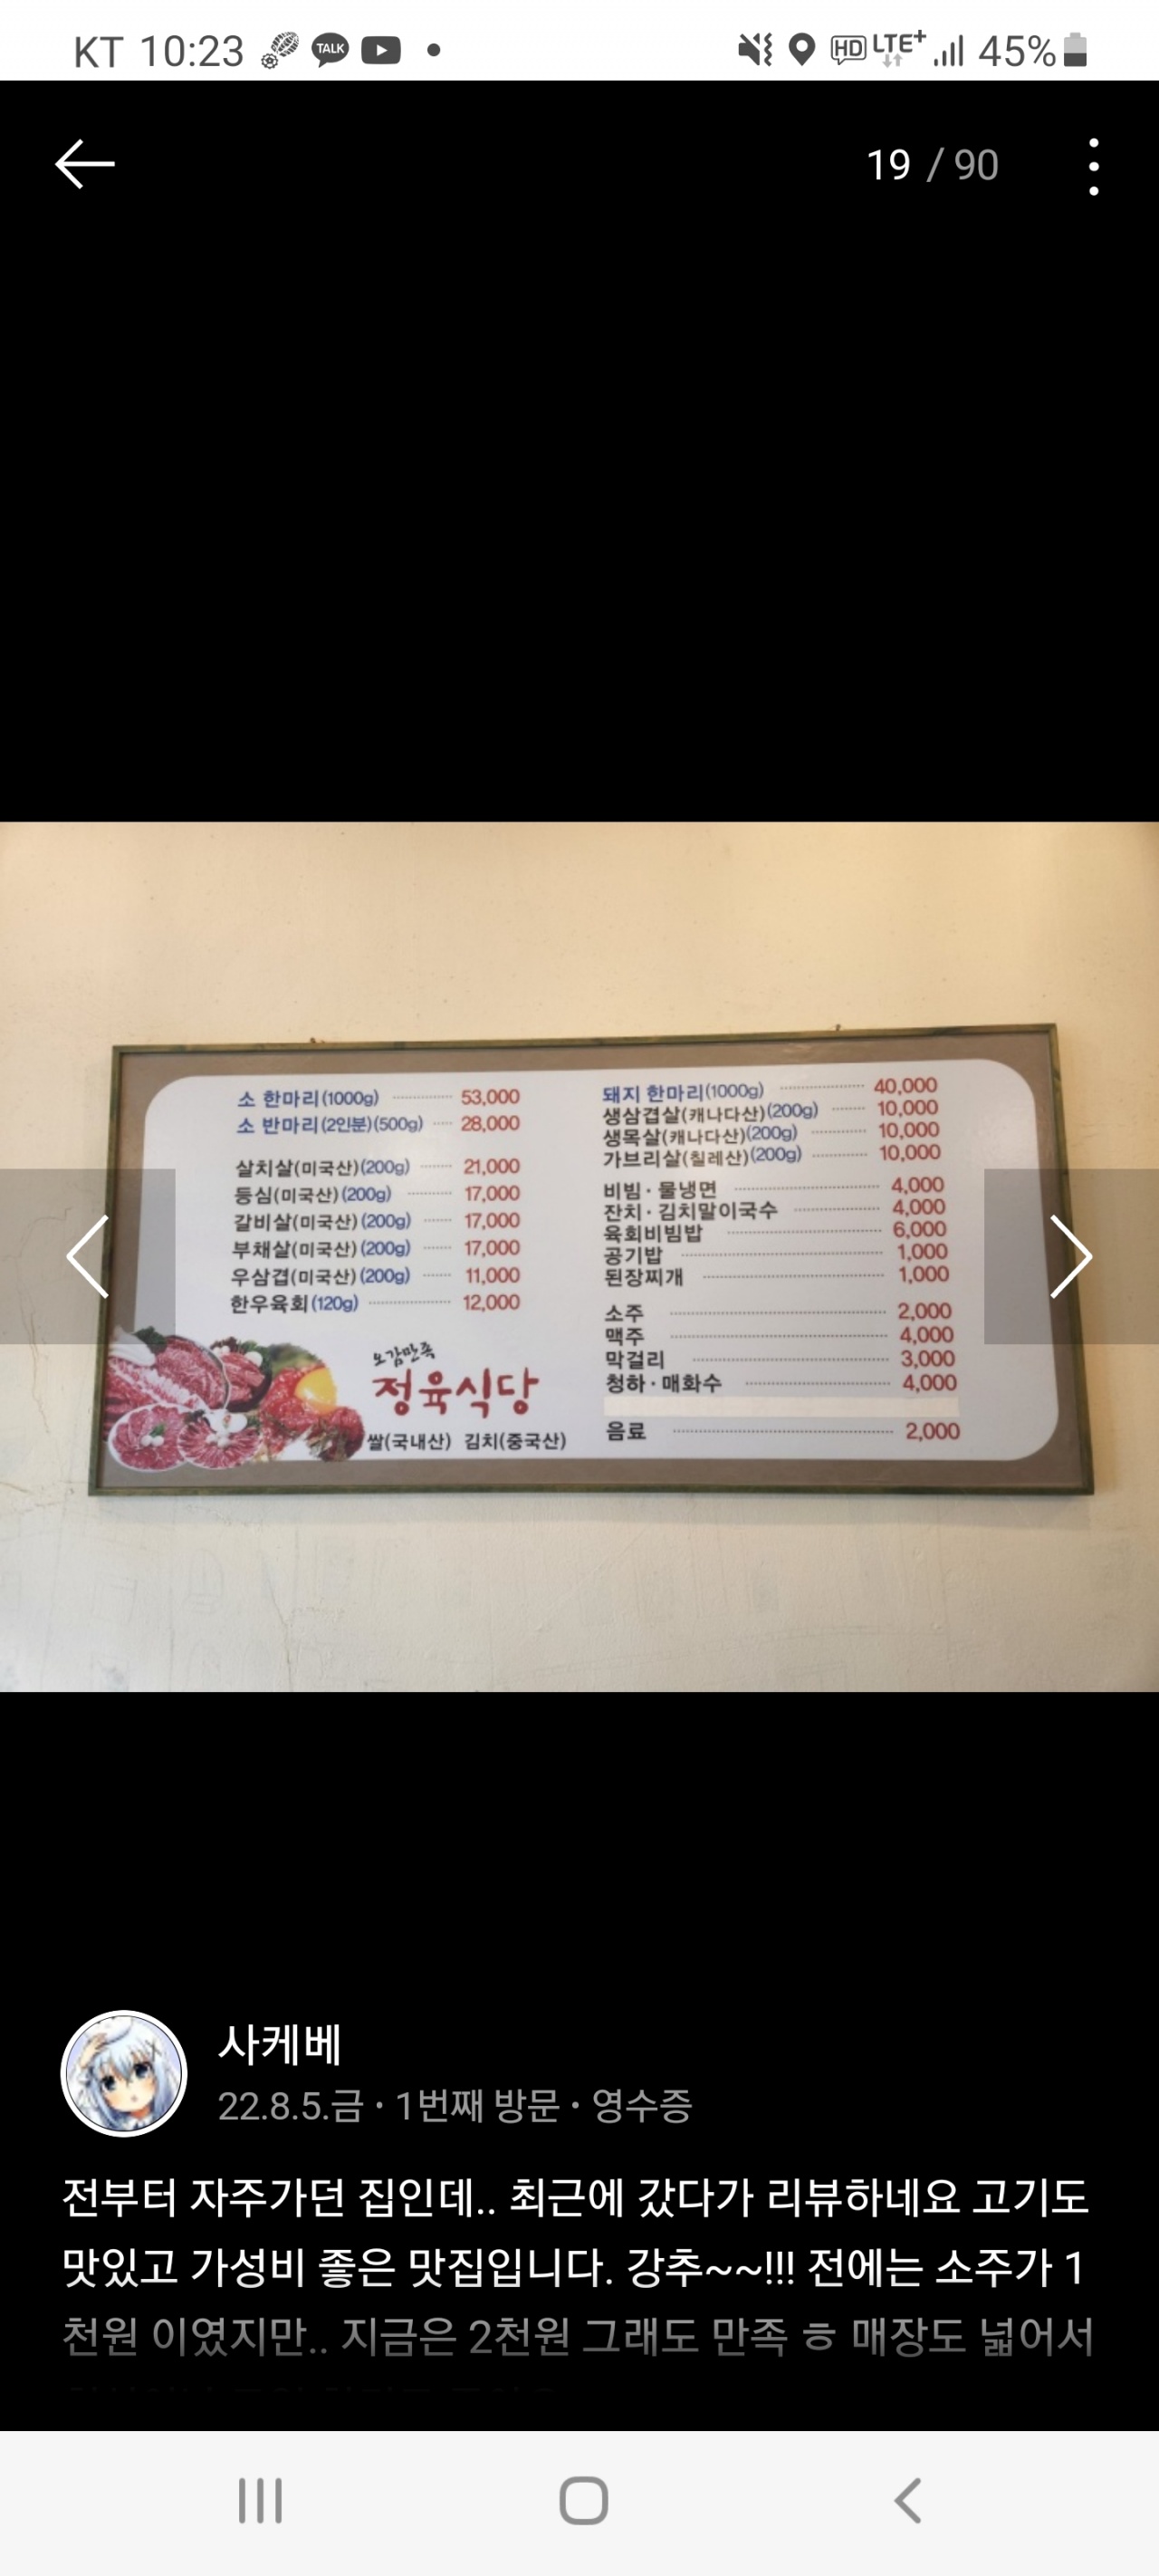 KT 10:23 TALK HD LTE+ 45%
19 / 90
소 한마리(1000g) 53,000
소 반마리(2인분)(500g) 28,000
살치살(미국산)(200g) 21,000
등심(미국산)(200g) 17,000
갈비살(미국산)(200g) 17,000
부채살(미국산)(200g) 17,000
우삼겹(미국산)(200g) 11,000
한우육회(120g) 12,000
오감만족
정육식당
쌀(국내산) 김치(중국산)
돼지 한마리(1000g) 40,000
생삼겹살(캐나다산)(200g) 10,000
생목살(캐나다산)(200g) 10,000
가브리살(칠레산)(200g) 10,000
비빔·물냉면 4,000
잔치·김치말이국수 4,000
육회비빔밥 6,000
공기밥 1,000
된장찌개 1,000
소주 2,000
맥주 4,000
막걸리 3,000
청하·매화수 4,000
음료 2,000
사케베
22.8.5.금 · 1번째 방문 · 영수증
전부터 자주가던 집인데.. 최근에 갔다가 리뷰하네요 고기도
맛있고 가성비 좋은 맛집입니다. 강추~~!!! 전에는 소주가 1
천원 이였지만.. 지금은 2천원 그래도 만족 ㅎ 매장도 넓어서